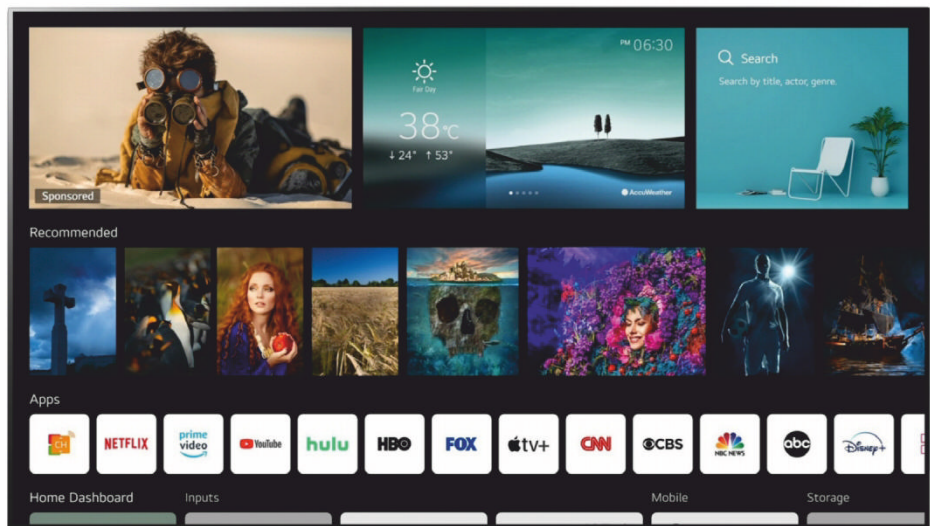 Sponsored
Fair Day
38°C
↓ 24° ↑ 53°
PM 06:30
AccuWeather
Search
Search by title, actor, genre.
Recommended
Apps
CH
NETFLIX
prime video
YouTube
hulu
HBO
FOX
tv+
CNN
CBS
NBC NEWS
abc
Disney+
Home Dashboard
Inputs
Mobile
Storage